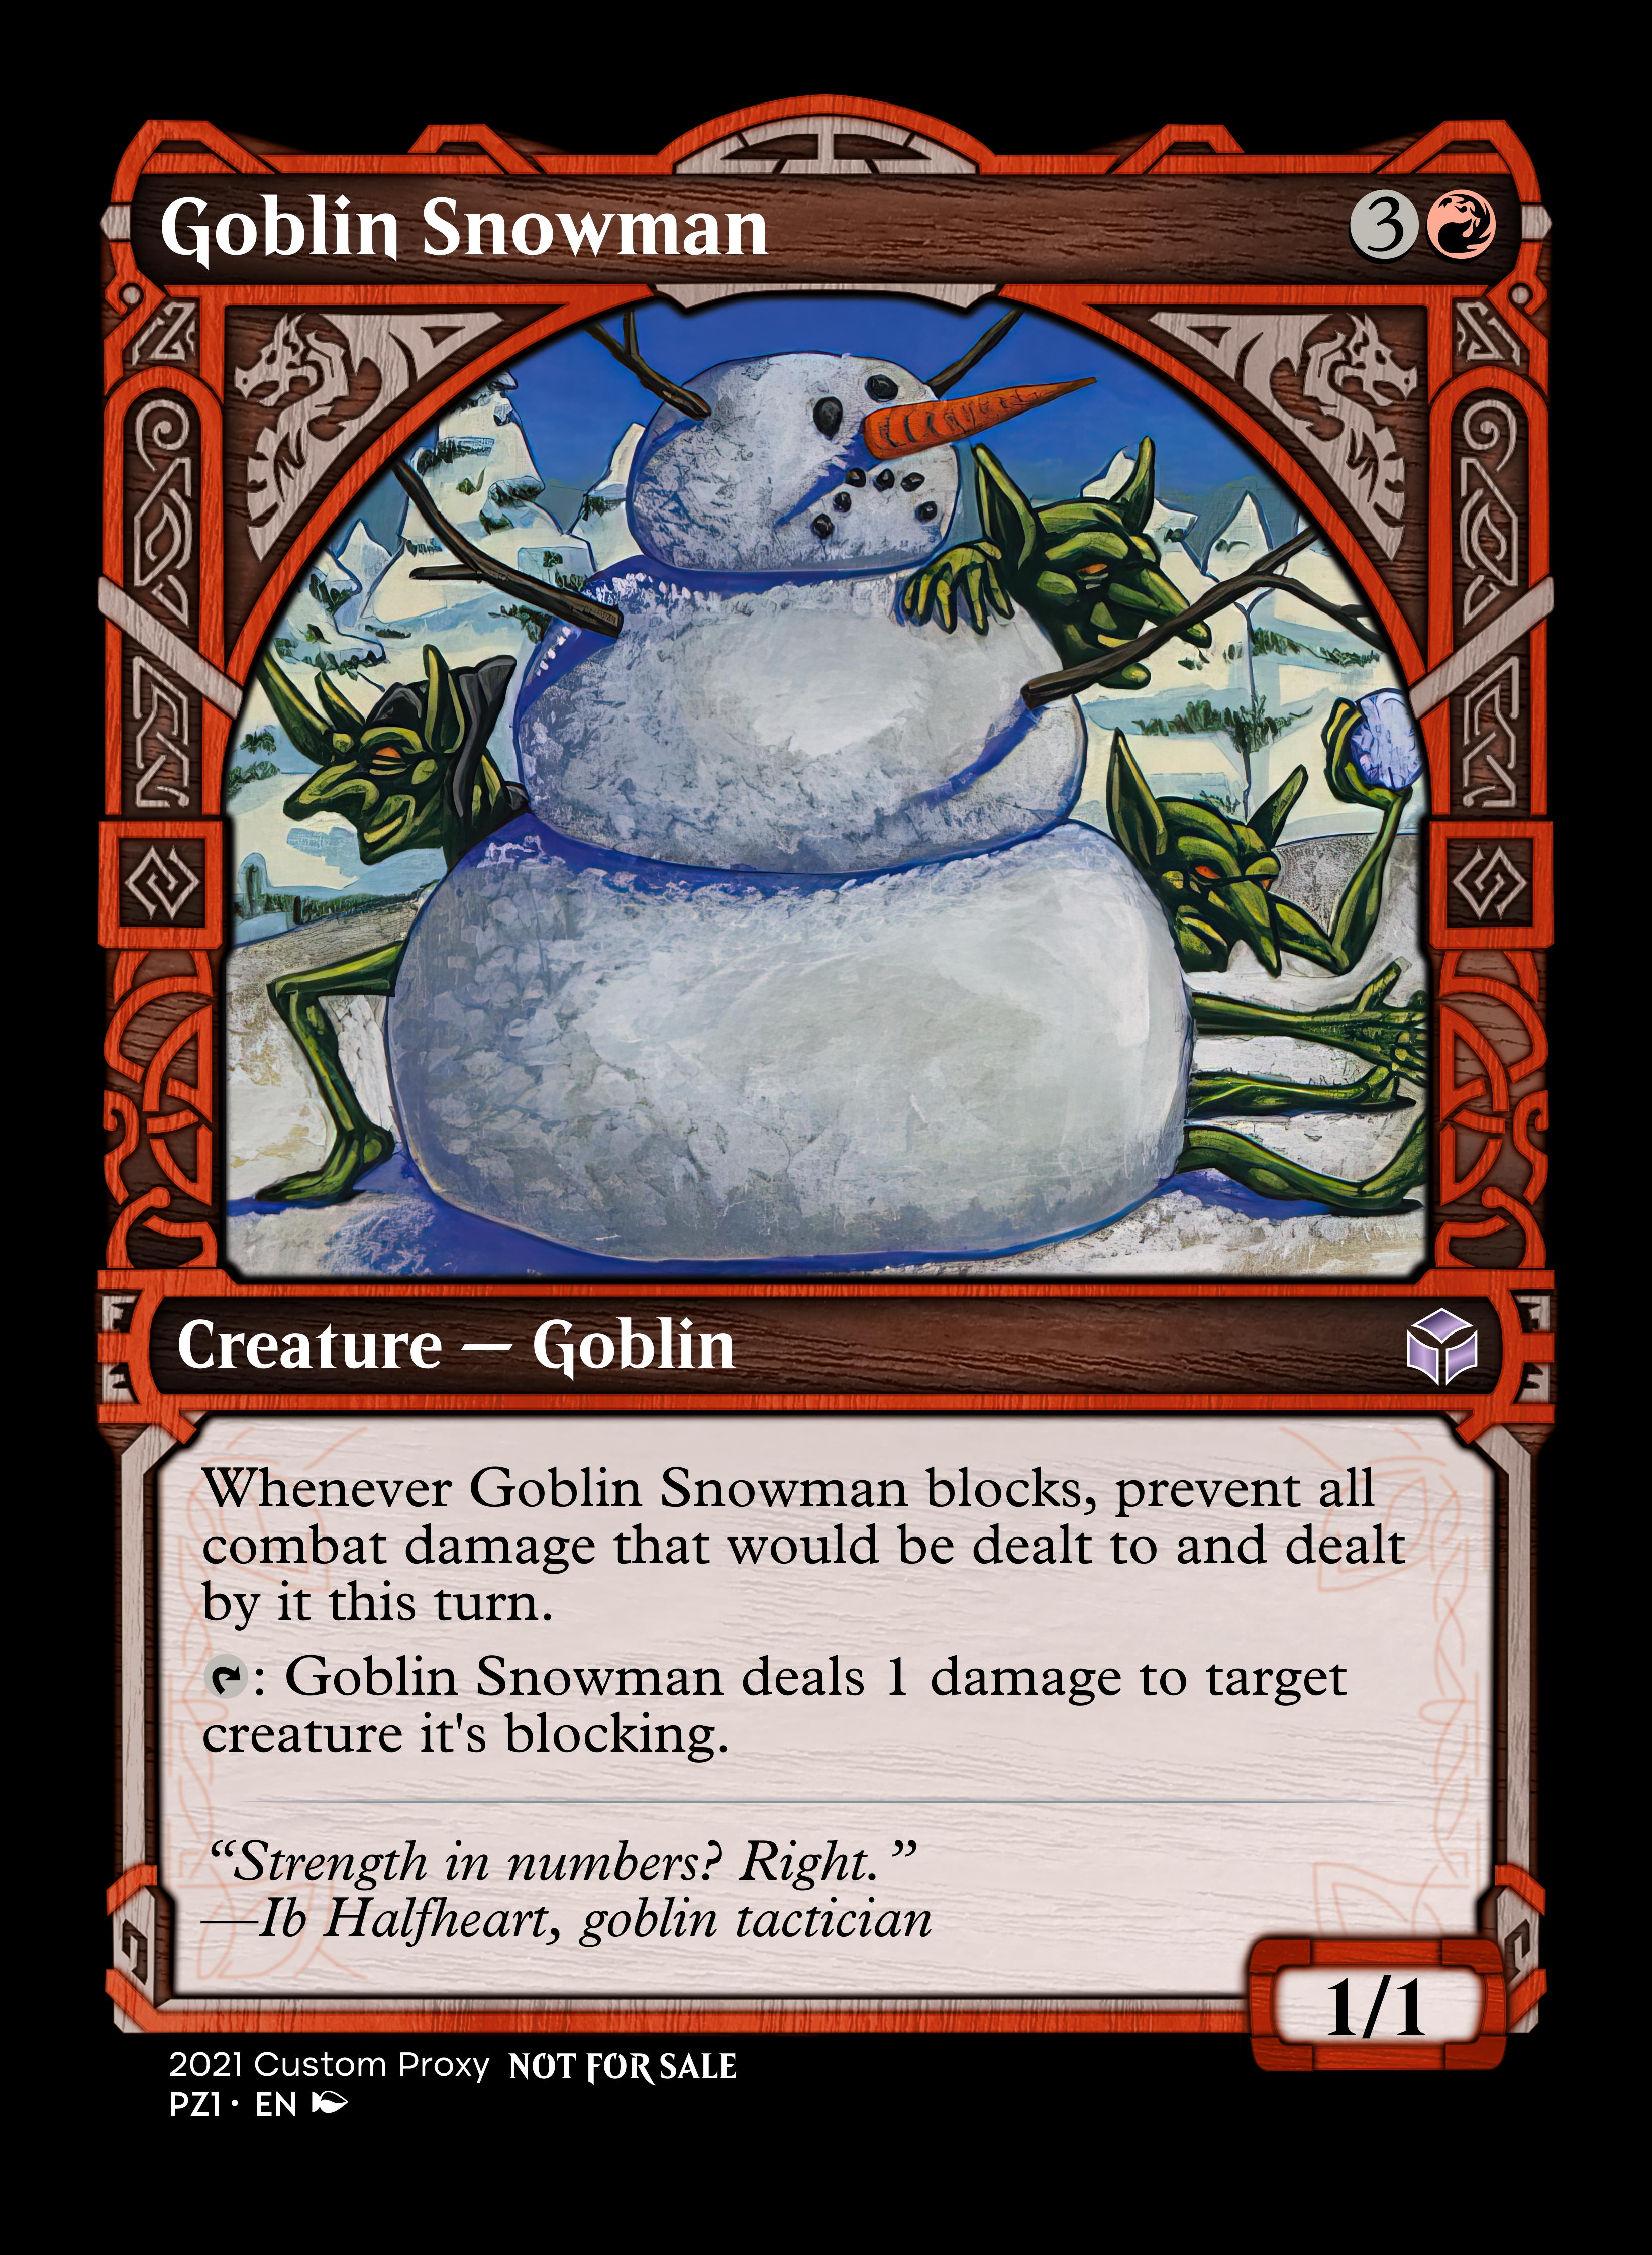 Goblin Snowman 3
Creature — Goblin
Whenever Goblin Snowman blocks, prevent all
combat damage that would be dealt to and dealt
by it this turn.
: Goblin Snowman deals 1 damage to target
creature it's blocking.
“Strength in numbers? Right.”
—Ib Halfheart, goblin tactician
1/1
2021 Custom Proxy NOT FOR SALE
PZ1 · EN